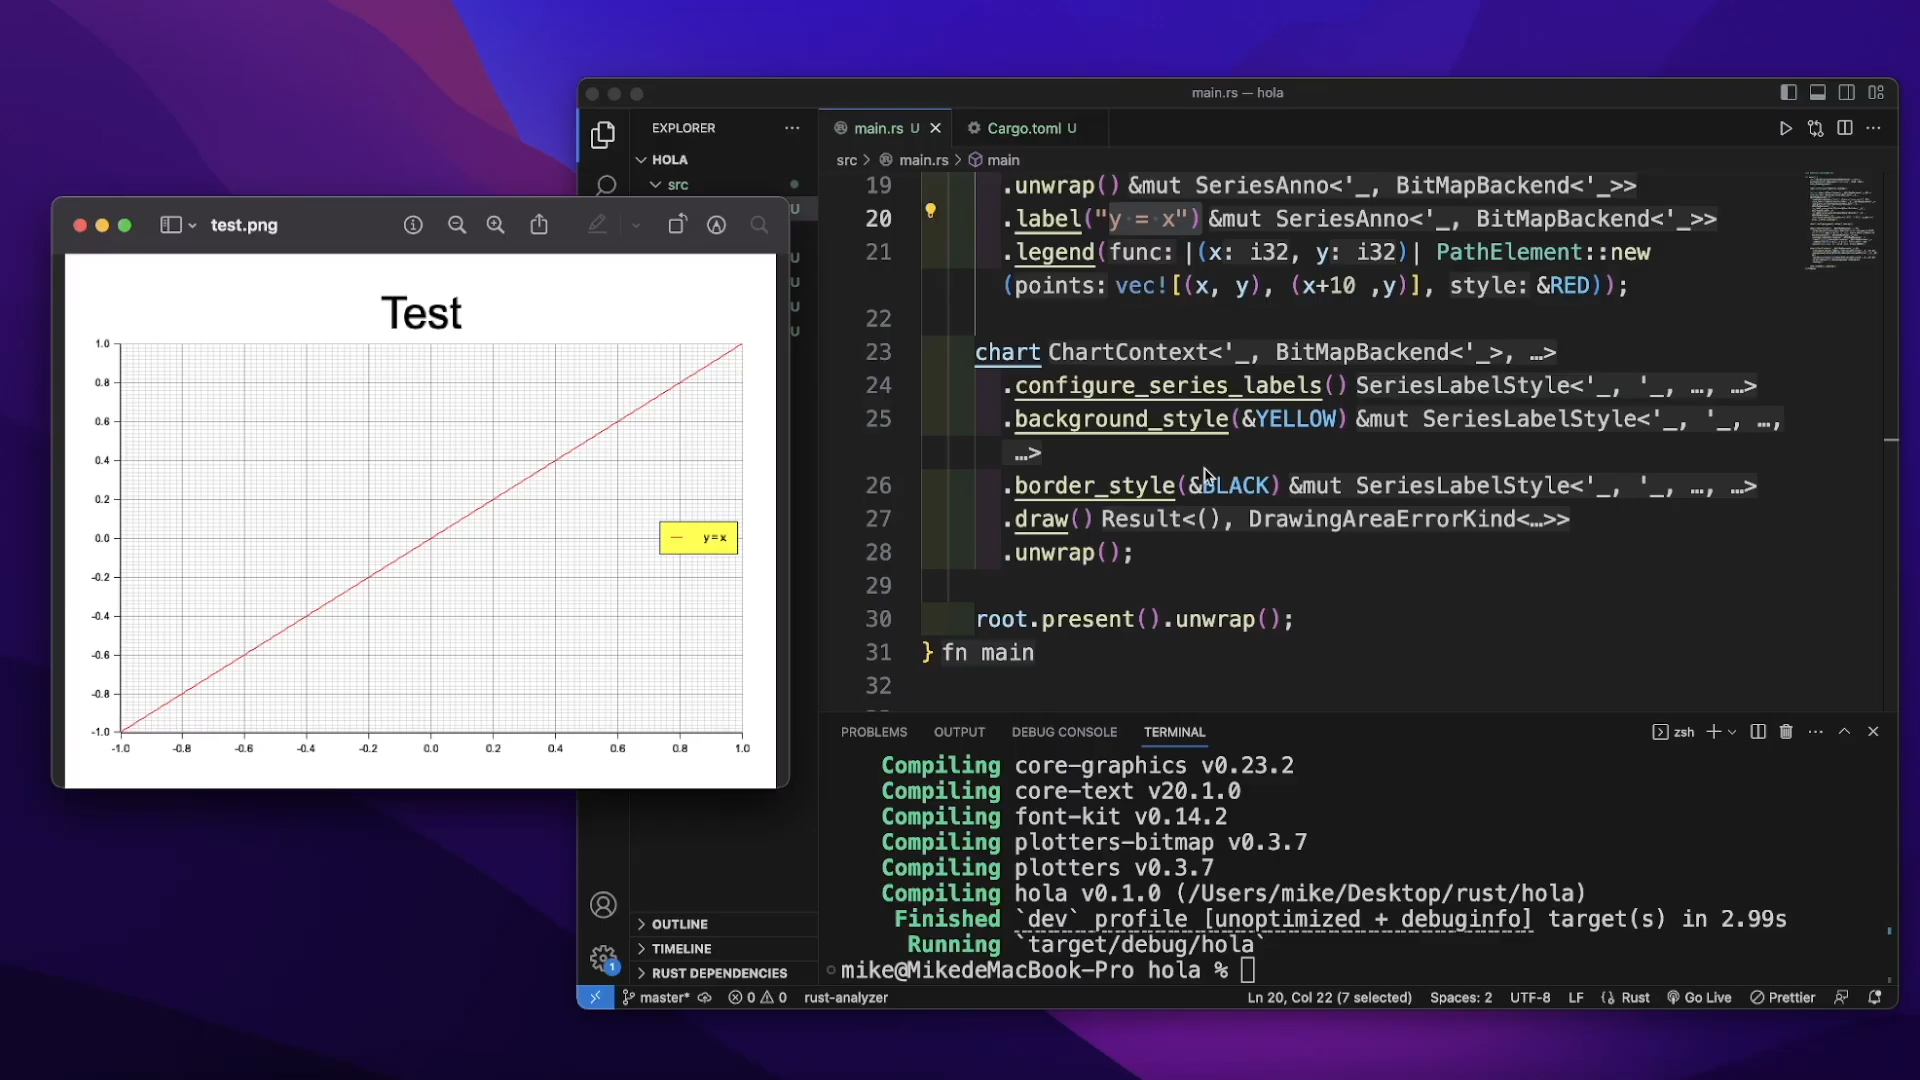 main.rs — hola
EXPLORER
HOLA
src
U
U
U
U
U
OUTLINE
TIMELINE
RUST DEPENDENCIES
main.rs U
Cargo.toml U
src > main.rs > main
19 .unwrap() &mut SeriesAnno<'_, BitMapBackend<'_>>
20 .label("y = x") &mut SeriesAnno<'_, BitMapBackend<'_>>
21 .legend(func: |(x: i32, y: i32)| PathElement::new
(points: vec![(x, y), (x+10 ,y)], style: &RED));
22
23 chart ChartContext<'_, BitMapBackend<'_>, …>
24 .configure_series_labels() SeriesLabelStyle<'_, '_, …, …>
25 .background_style(&YELLOW) &mut SeriesLabelStyle<'_, '_, …,
…>
26 .border_style(&BLACK) &mut SeriesLabelStyle<'_, '_, …, …>
27 .draw() Result<(), DrawingAreaErrorKind<…>>
28 .unwrap();
29
30 root.present().unwrap();
31 } fn main
32
PROBLEMS OUTPUT DEBUG CONSOLE TERMINAL
zsh
Compiling core-graphics v0.23.2
Compiling core-text v20.1.0
Compiling font-kit v0.14.2
Compiling plotters-bitmap v0.3.7
Compiling plotters v0.3.7
Compiling hola v0.1.0 (/Users/mike/Desktop/rust/hola)
Finished `dev` profile [unoptimized + debuginfo] target(s) in 2.99s
Running `target/debug/hola`
mike@MikedeMacBook-Pro hola %
1
master* 0 0 rust-analyzer
Ln 20, Col 22 (7 selected) Spaces: 2 UTF-8 LF Rust Go Live Prettier
test.png
Test
1.0
0.8
0.6
0.4
0.2
0.0
-0.2
-0.4
-0.6
-0.8
-1.0
y = x
-1.0 -0.8 -0.6 -0.4 -0.2 0.0 0.2 0.4 0.6 0.8 1.0